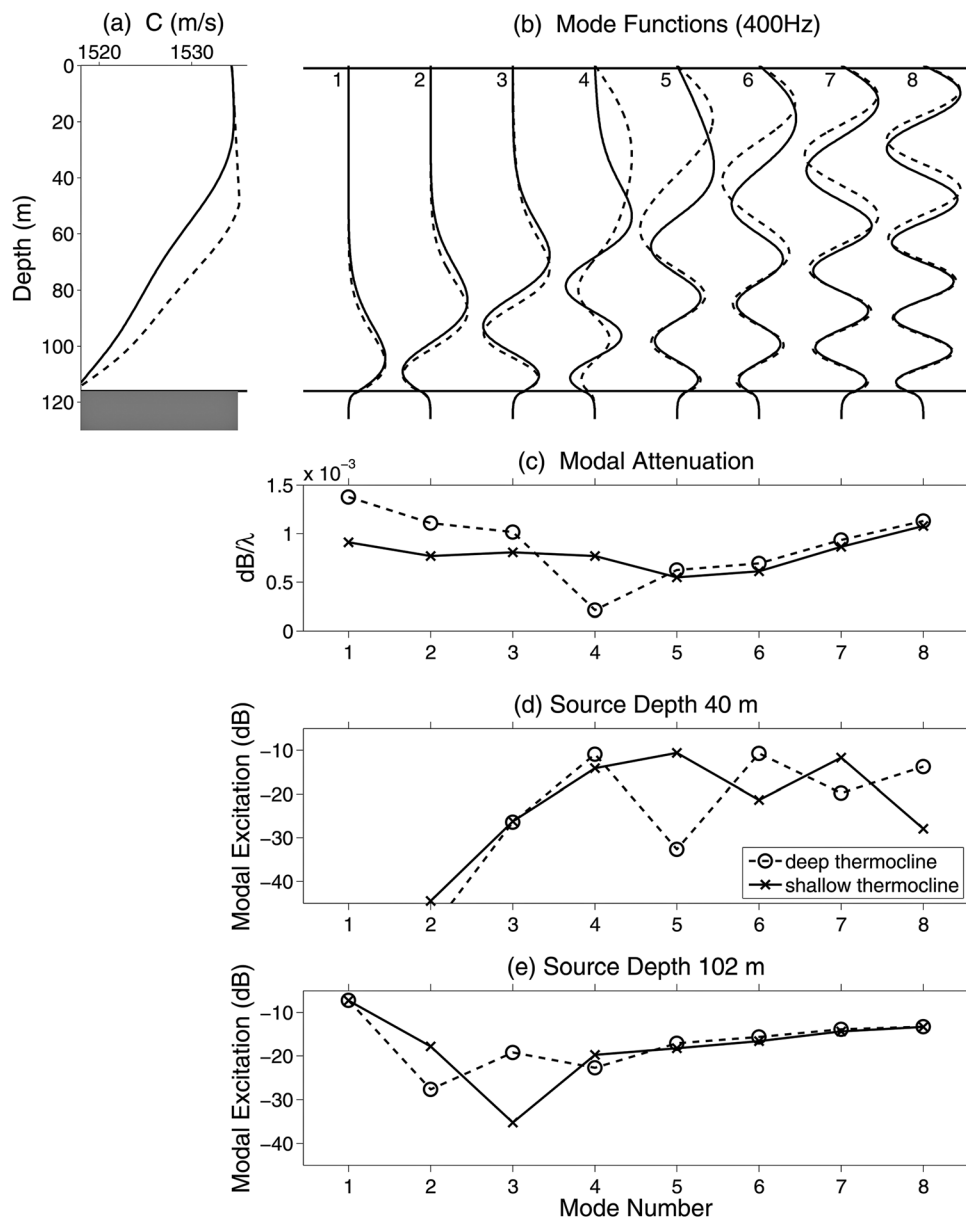 (a) C (m/s)
1520 1530
0
20
40
60
80
100
120
Depth (m)
(b) Mode Functions (400Hz)
1 2 3 4 5 6 7 8
(c) Modal Attenuation
x 10⁻³
1.5
1
0.5
0
dB/λ
1 2 3 4 5 6 7 8
(d) Source Depth 40 m
−10
−20
−30
−40
Modal Excitation (dB)
deep thermocline
shallow thermocline
1 2 3 4 5 6 7 8
(e) Source Depth 102 m
−10
−20
−30
−40
Modal Excitation (dB)
1 2 3 4 5 6 7 8
Mode Number